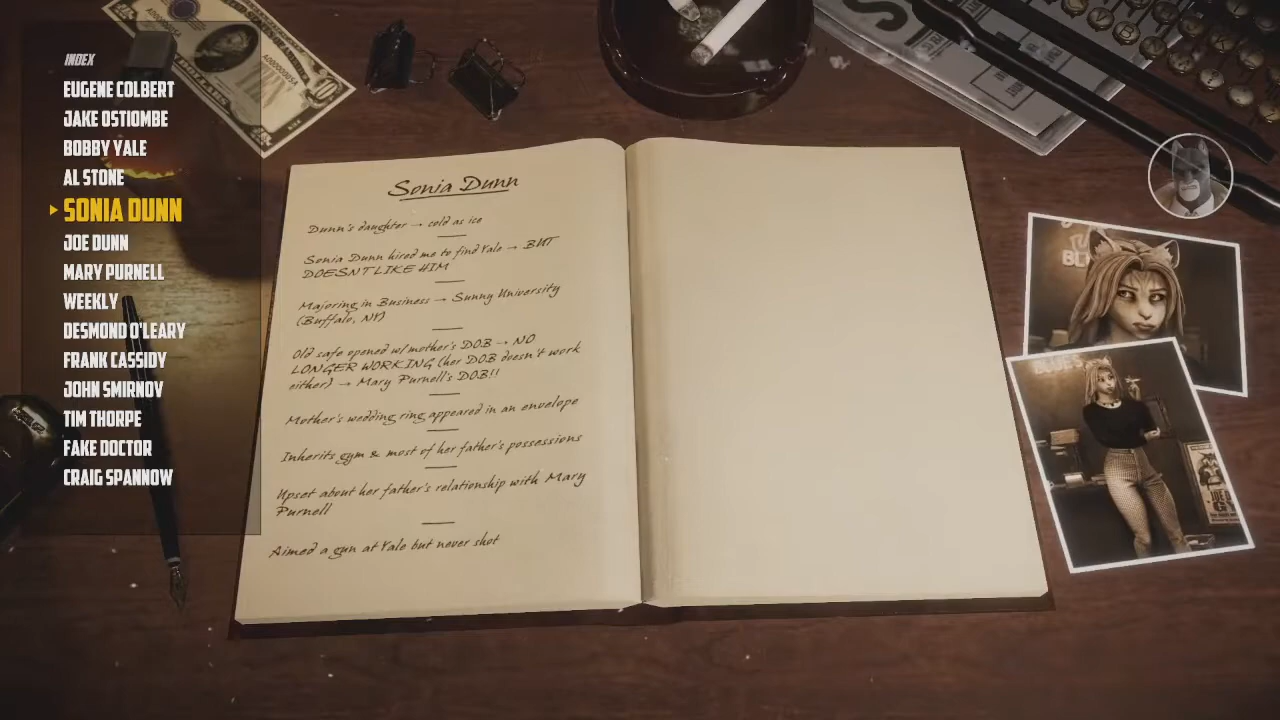 INDEX
EUGENE COLBERT
JAKE OSTIOMBE
BOBBY YALE
AL STONE
SONIA DUNN
JOE DUNN
MARY PURNELL
WEEKLY
DESMOND O'LEARY
FRANK CASSIDY
JOHN SMIRNOV
TIM THORPE
FAKE DOCTOR
CRAIG SPANNOW
Sonia Dunn
Dunn's daughter → cold as ice
Sonia Dunn hired me to find Yale → BUT
DOESN'T LIKE HIM
Majoring in Business → Sunny University
(Buffalo, NY)
Old safe opened w/mother's DOB → NO
LONGER WORKING (her DOB doesn't work
either) → Mary Purnell's DOB!!
Mother's wedding ring appeared in an envelope
Inherits gym & most of her father's possessions
Upset about her father's relationship with Mary
Purnell
Aimed a gun at Yale but never shot